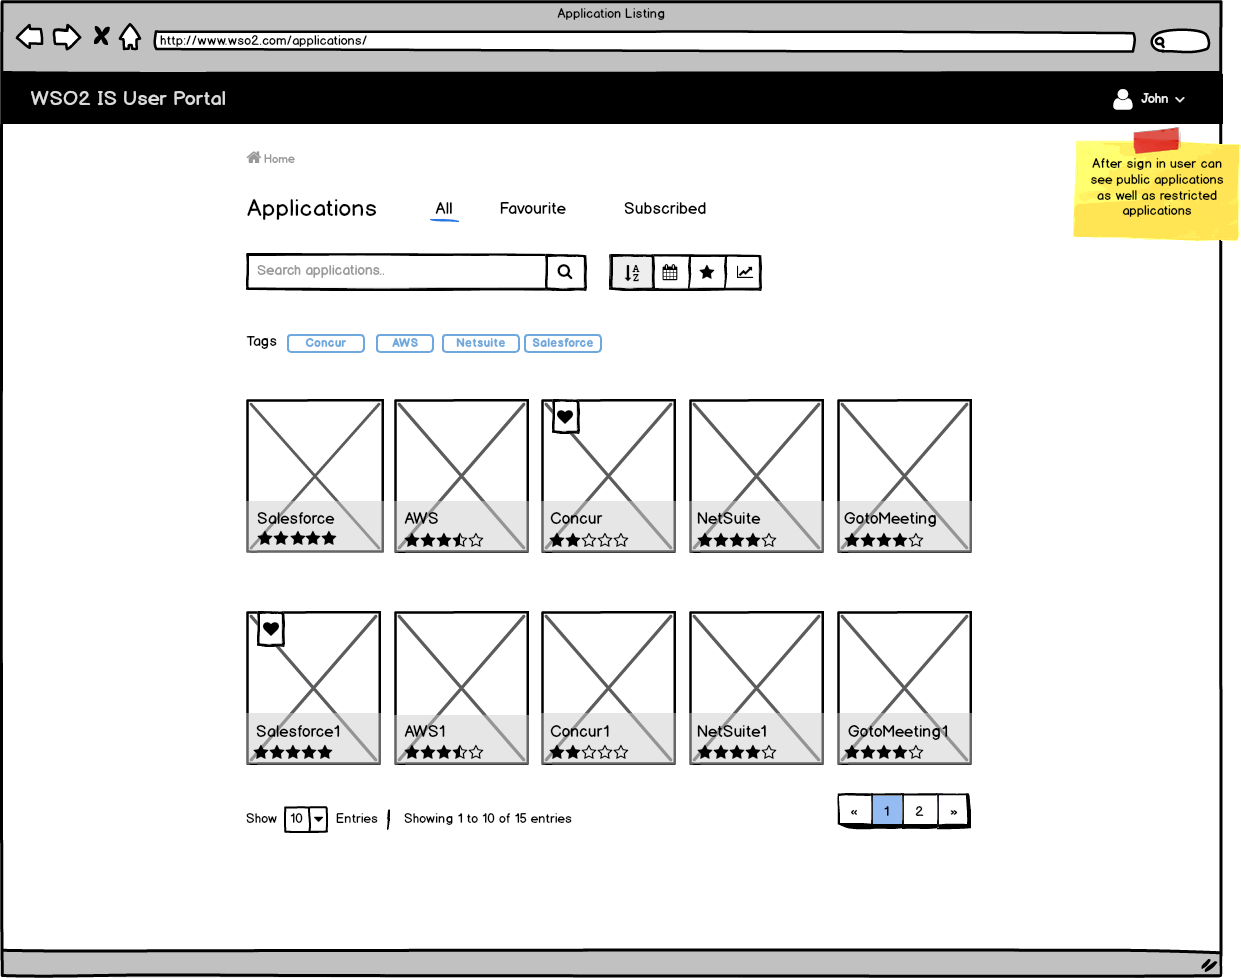 Application Listing
http://www.wso2.com/applications/
WSO2 IS User Portal
John
Home
After sign in user can
see public applications
as well as restricted
applications
Applications
All
Favourite
Subscribed
Search applications..
A
Z
Tags
Concur
AWS
Netsuite
Salesforce
Salesforce
AWS
Concur
NetSuite
GotoMeeting
Salesforce1
AWS1
Concur1
NetSuite1
GotoMeeting1
Show 10 Entries
Showing 1 to 10 of 15 entries
« 1 2 »